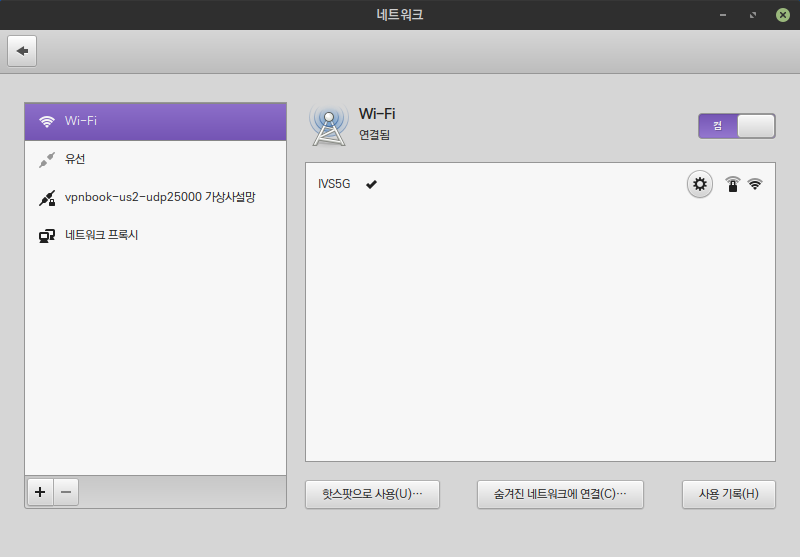 네트워크
Wi-Fi
유선
vpnbook-us2-udp25000 가상사설망
네트워크 프록시
Wi-Fi
연결됨
켬
IVS5G
핫스팟으로 사용(U)…
숨겨진 네트워크에 연결(C)…
사용 기록(H)